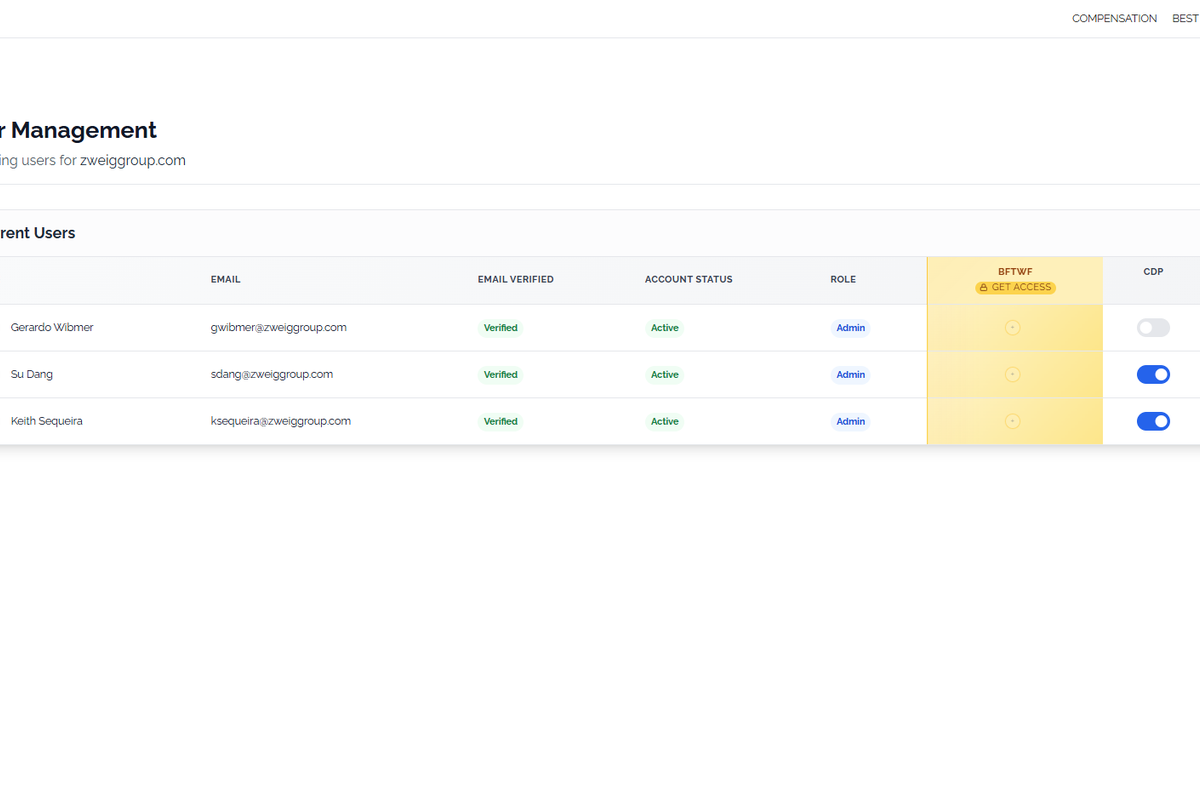 COMPENSATION BEST
r Management
ing users for zweiggroup.com
rent Users
EMAIL EMAIL VERIFIED ACCOUNT STATUS ROLE BFTWF CDP
GET ACCESS
Gerardo Wibmer gwibmer@zweiggroup.com Verified Active Admin
Su Dang sdang@zweiggroup.com Verified Active Admin
Keith Sequeira ksequeira@zweiggroup.com Verified Active Admin